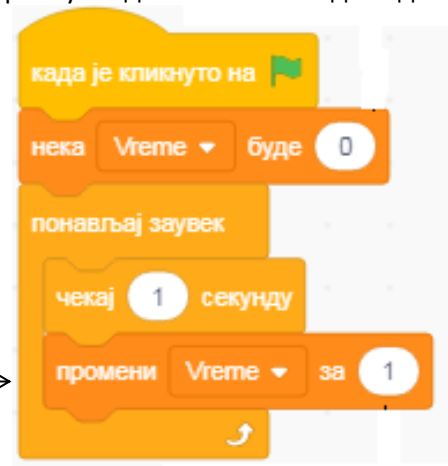 када је кликнуто на
нека Vreme буде 0
понављај заувек
чекај 1 секунду
промени Vreme за 1